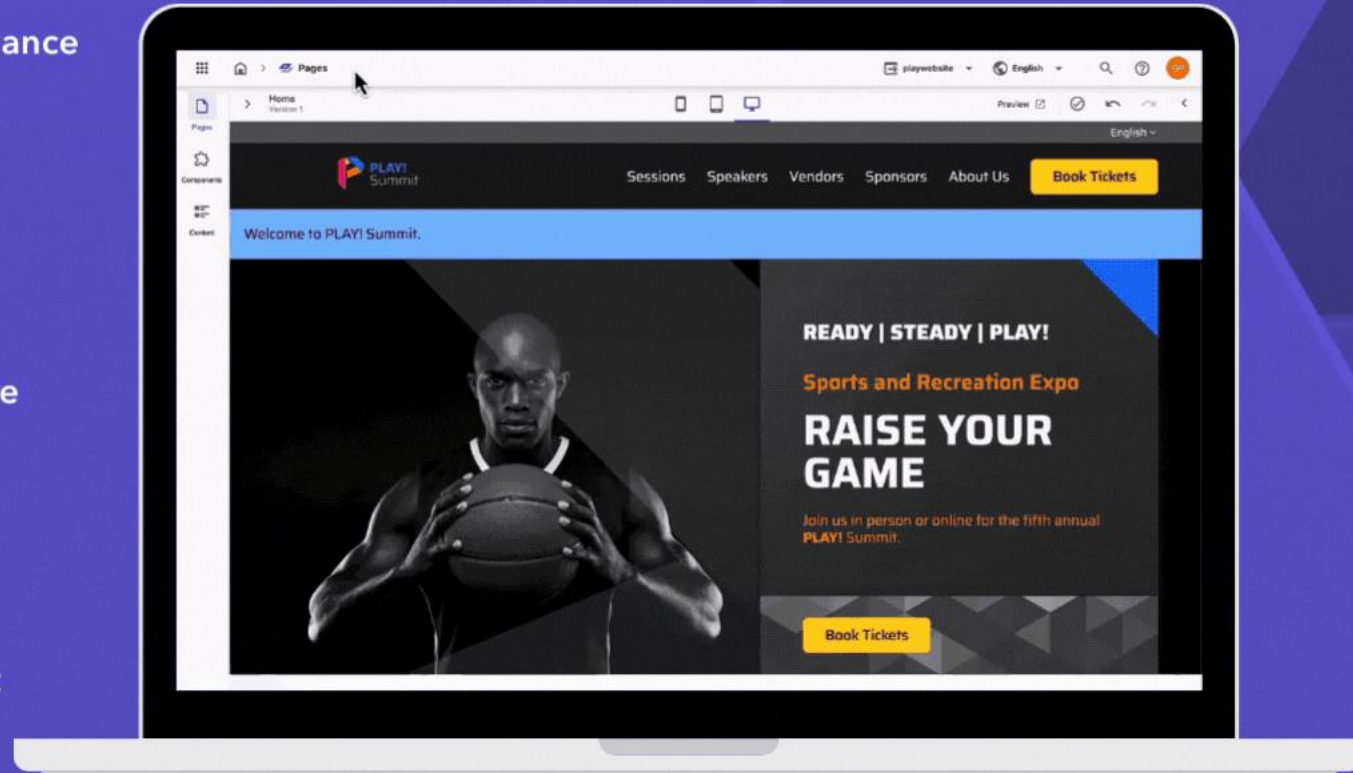 ance
e
Pages
playwebsite
English
Pages
Home
Version 1
Preview
English
Components
Content
PLAY!
Summit
Sessions
Speakers
Vendors
Sponsors
About Us
Book Tickets
Welcome to PLAY! Summit.
READY | STEADY | PLAY!
Sports and Recreation Expo
RAISE YOUR
GAME
Join us in person or online for the fifth annual
PLAY! Summit.
Book Tickets